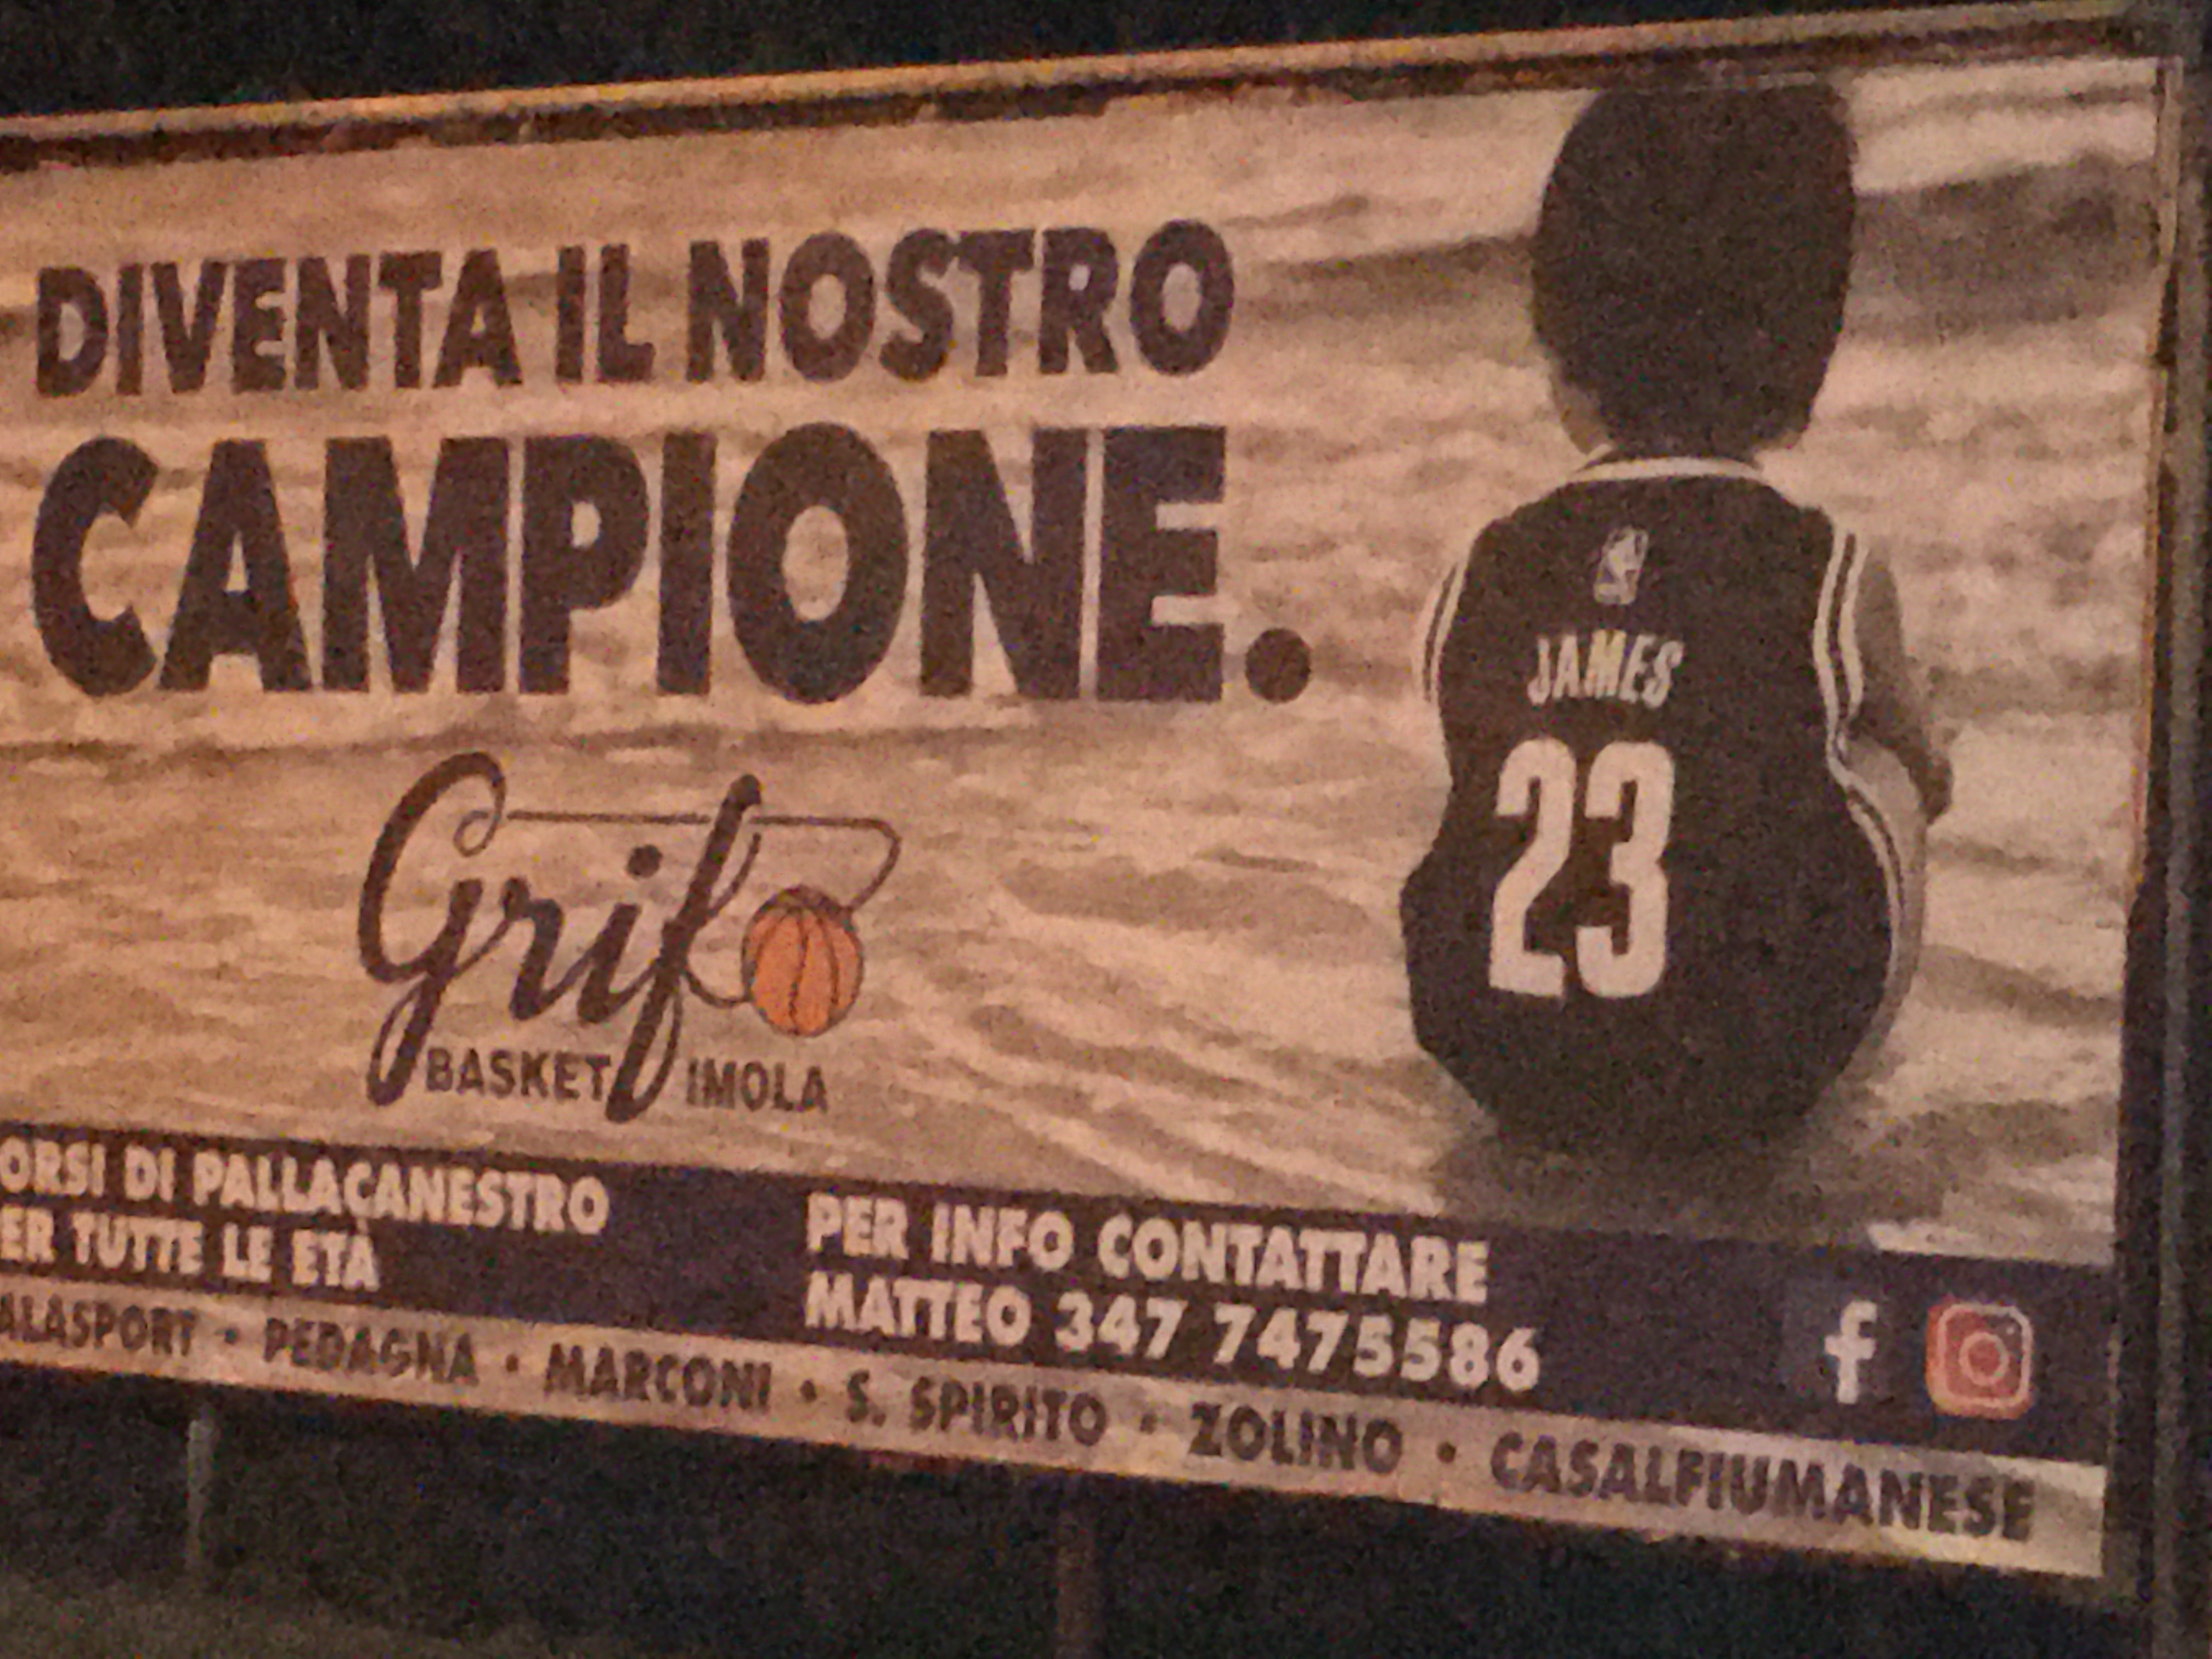 DIVENTA IL NOSTRO
CAMPIONE.
JAMES
23
Grifo
BASKET IMOLA
ORSI DI PALLACANESTRO
ER TUTTE LE ETÀ
PER INFO CONTATTARE
MATTEO 347 7475586
f
ALASPORT • PEDAGNA • MARCONI • S. SPIRITO • ZOLINO • CASALFIUMANESE